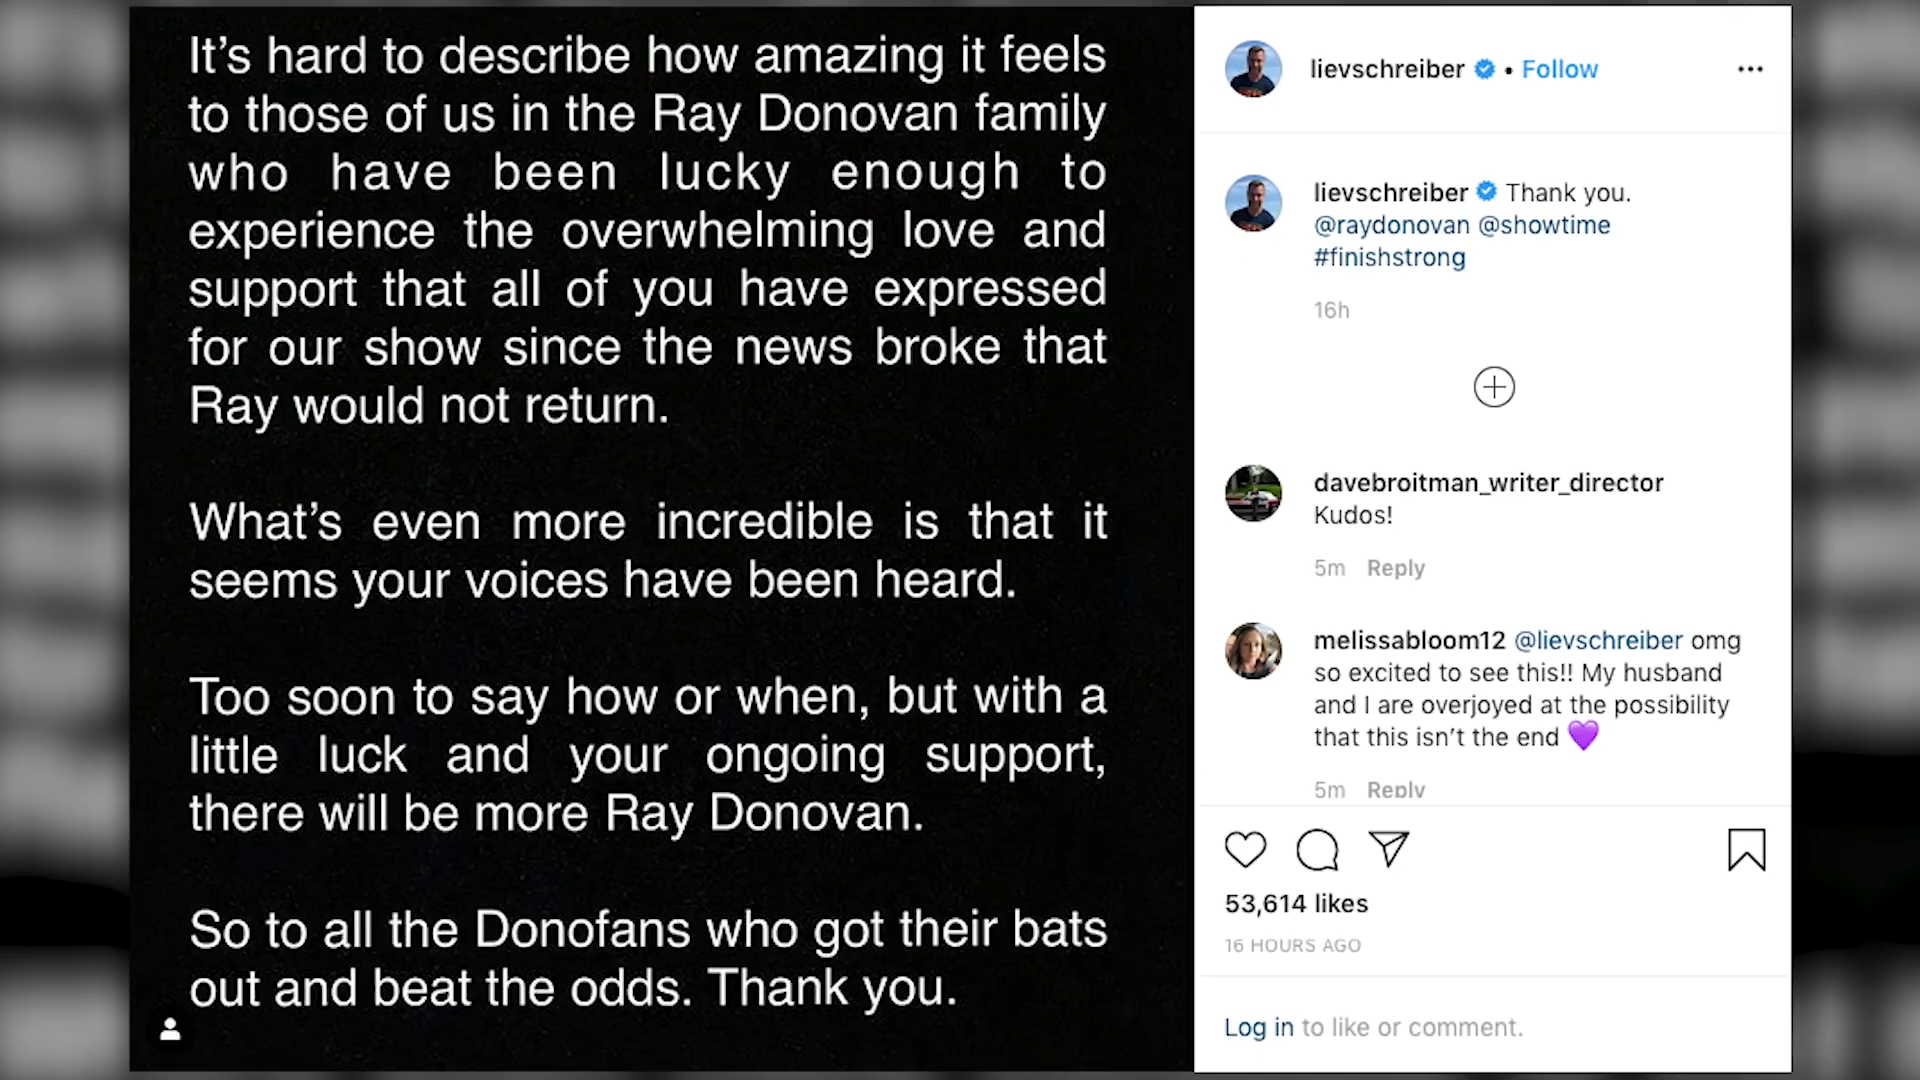 It’s hard to describe how amazing it feels
to those of us in the Ray Donovan family
who have been lucky enough to
experience the overwhelming love and
support that all of you have expressed
for our show since the news broke that
Ray would not return.
What’s even more incredible is that it
seems your voices have been heard.
Too soon to say how or when, but with a
little luck and your ongoing support,
there will be more Ray Donovan.
So to all the Donofans who got their bats
out and beat the odds. Thank you.
lievschreiber • Follow
lievschreiber Thank you.
@raydonovan @showtime
#finishstrong
16h
davebroitman_writer_director
Kudos!
5m Reply
melissabloom12 @lievschreiber omg
so excited to see this!! My husband
and I are overjoyed at the possibility
that this isn’t the end 💜
5m Reply
53,614 likes
16 HOURS AGO
Log in to like or comment.